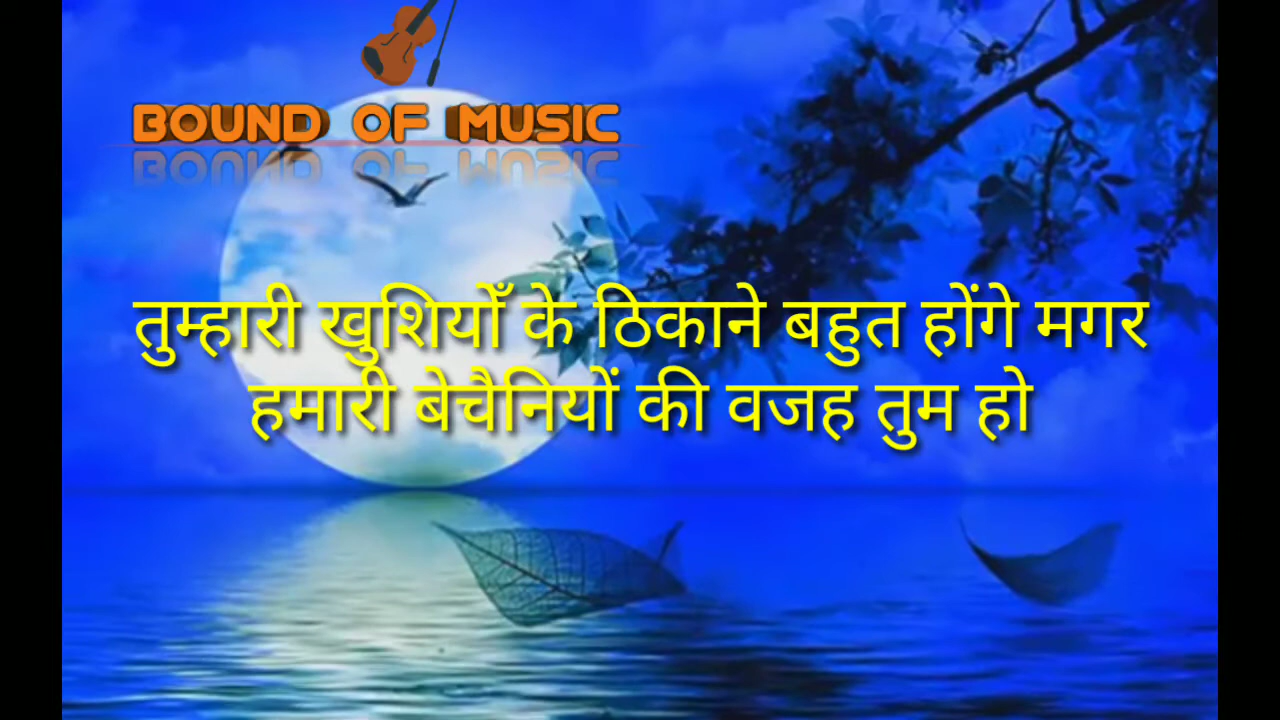 BOUND OF MUSIC
तुम्हारी खुशियोँ के ठिकाने बहुत होंगे मगर
हमारी बेचैनियों की वजह तुम हो